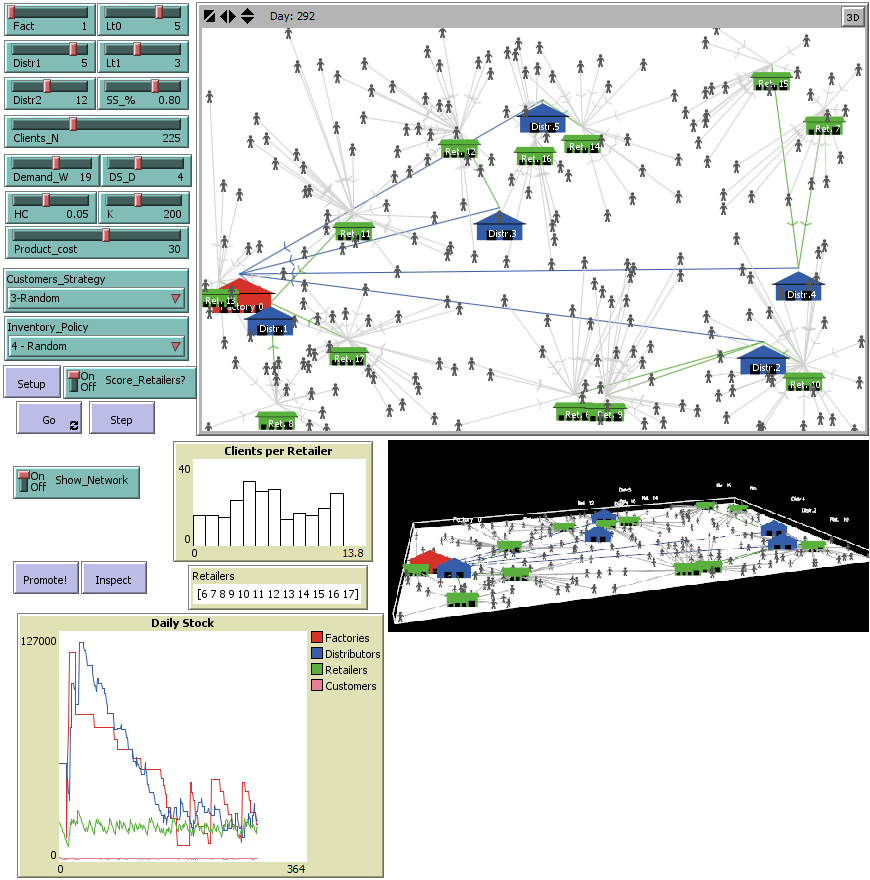 Fact 1
Lt0 5
Day: 292
3D
Distr1 5
Lt1 3
Distr2 12
SS_% 0.80
Clients_N 225
Demand_W 19
DS_D 4
HC 0.05
K 200
Product_cost 30
Customers_Strategy
3-Random
Inventory_Policy
4 - Random
Setup
On
Off
Score_Retailers?
Go
Step
Ret. 15
Ret. 7
Distr.5
Ret. 12
Ret. 14
Ret. 16
Ret. 11
Distr.3
Distr.4
Ret. 13
Factory 0
Distr.1
Ret. 17
Distr.2
Ret. 10
Ret. 8
Ret. 9
On
Off
Show_Network
Clients per Retailer
40
0
0
13.8
Promote!
Inspect
Retailers
[6 7 8 9 10 11 12 13 14 15 16 17]
Daily Stock
127000
0
0
364
Factories
Distributors
Retailers
Customers